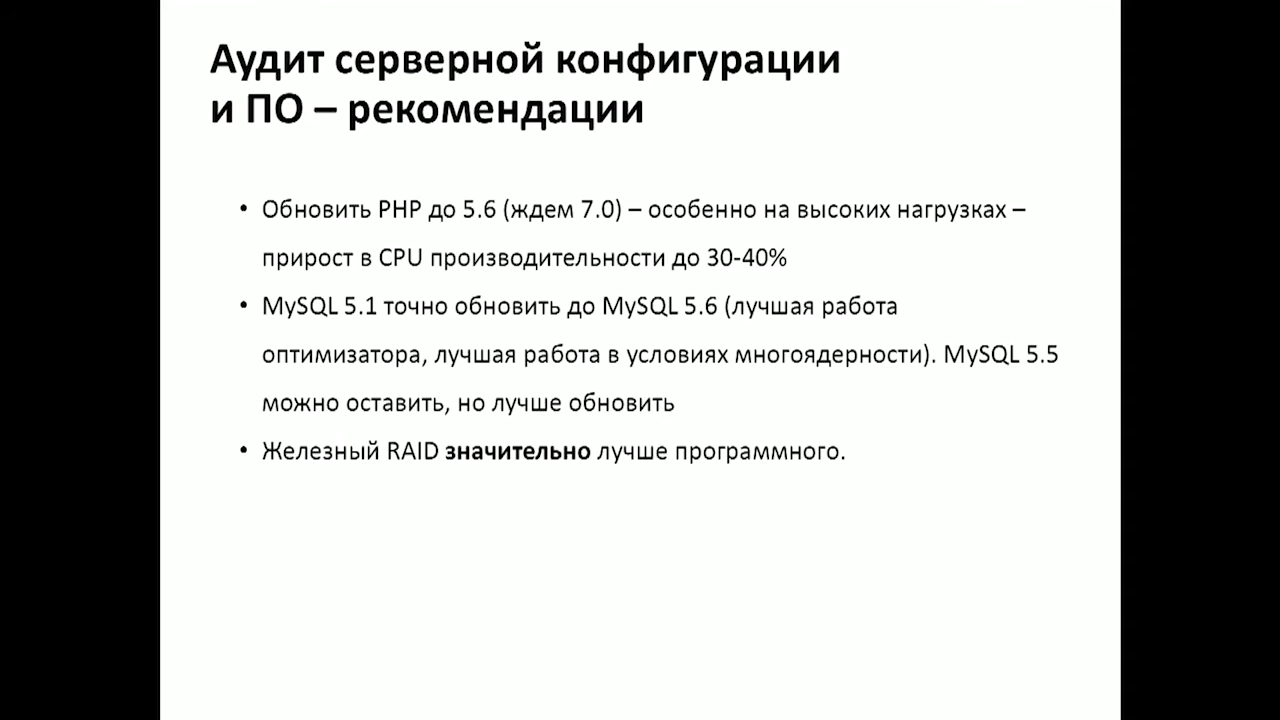 Аудит серверной конфигурации
и ПО – рекомендации
• Обновить PHP до 5.6 (ждем 7.0) – особенно на высоких нагрузках –
прирост в CPU производительности до 30-40%
• MySQL 5.1 точно обновить до MySQL 5.6 (лучшая работа
оптимизатора, лучшая работа в условиях многоядерности). MySQL 5.5
можно оставить, но лучше обновить
• Железный RAID значительно лучше программного.